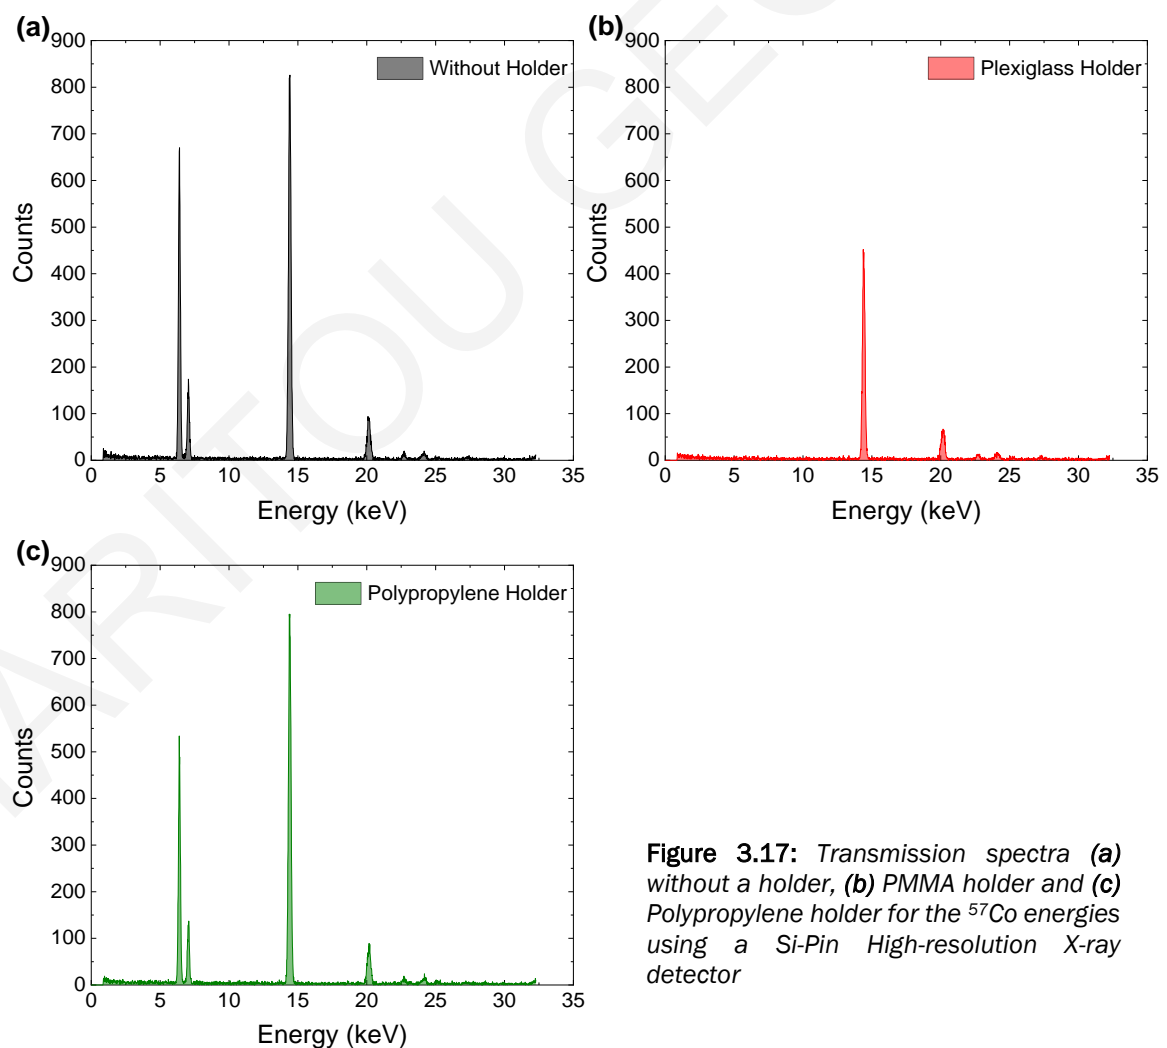 (a)
900
800
700
600
500
400
300
200
100
0
Counts
Without Holder
0 5 10 15 20 25 30 35
Energy (keV)
(b)
900
800
700
600
500
400
300
200
100
0
Counts
Plexiglass Holder
0 5 10 15 20 25 30 35
Energy (keV)
(c)
900
800
700
600
500
400
300
200
100
0
Counts
Polypropylene Holder
0 5 10 15 20 25 30 35
Energy (keV)
Figure 3.17: Transmission spectra (a)
without a holder, (b) PMMA holder and (c)
Polypropylene holder for the ⁵⁷Co energies
using a Si-Pin High-resolution X-ray
detector